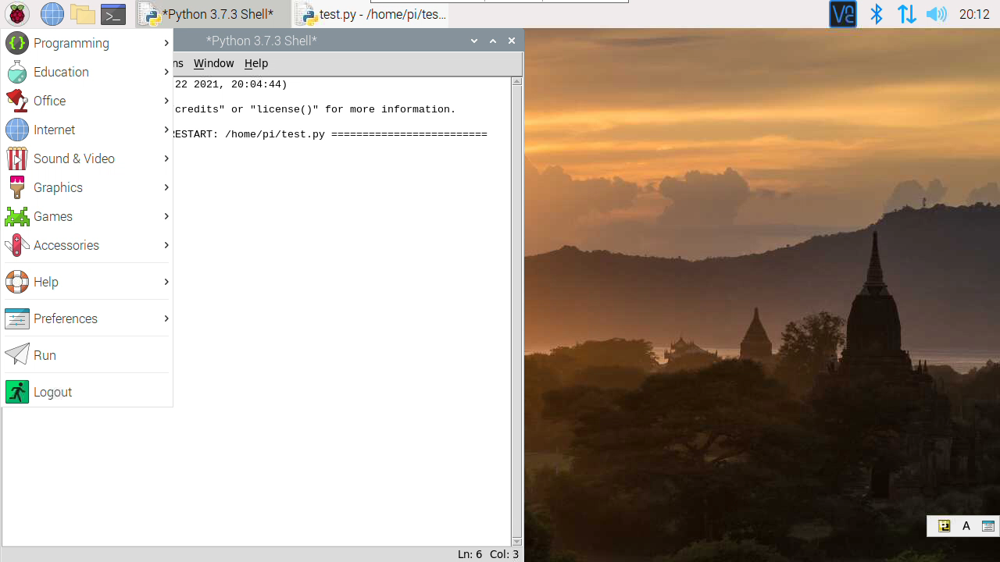 *Python 3.7.3 Shell*
test.py - /home/pi/tes…
20:12
*Python 3.7.3 Shell*
ns Window Help
22 2021, 20:04:44)
credits" or "license()" for more information.
RESTART: /home/pi/test.py =========================
Programming
Education
Office
Internet
Sound & Video
Graphics
Games
Accessories
Help
Preferences
Run
Logout
A
Ln: 6 Col: 3